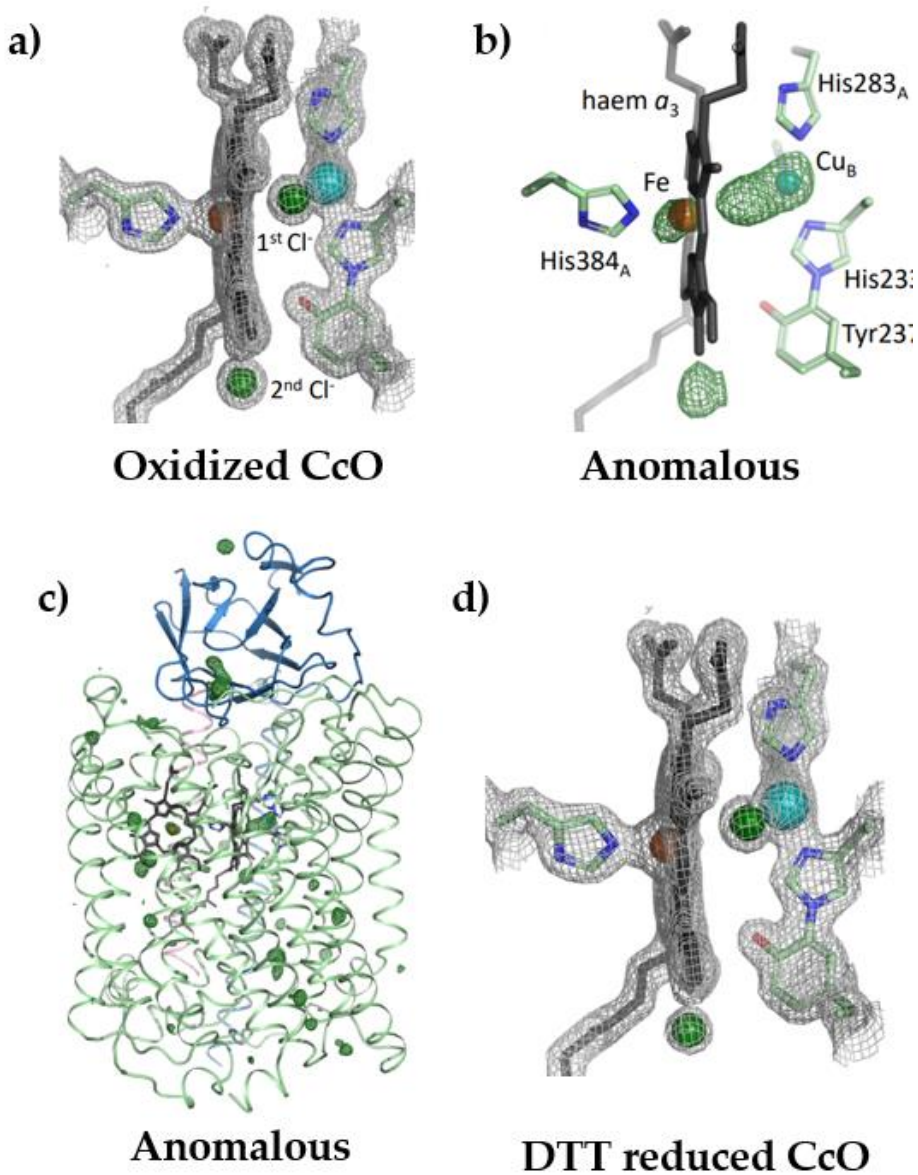 a)
1st Cl-
2nd Cl-
Oxidized CcO
b)
haem a3
His283A
CuB
Fe
His384A
His233
Tyr237
Anomalous
c)
Anomalous
d)
DTT reduced CcO